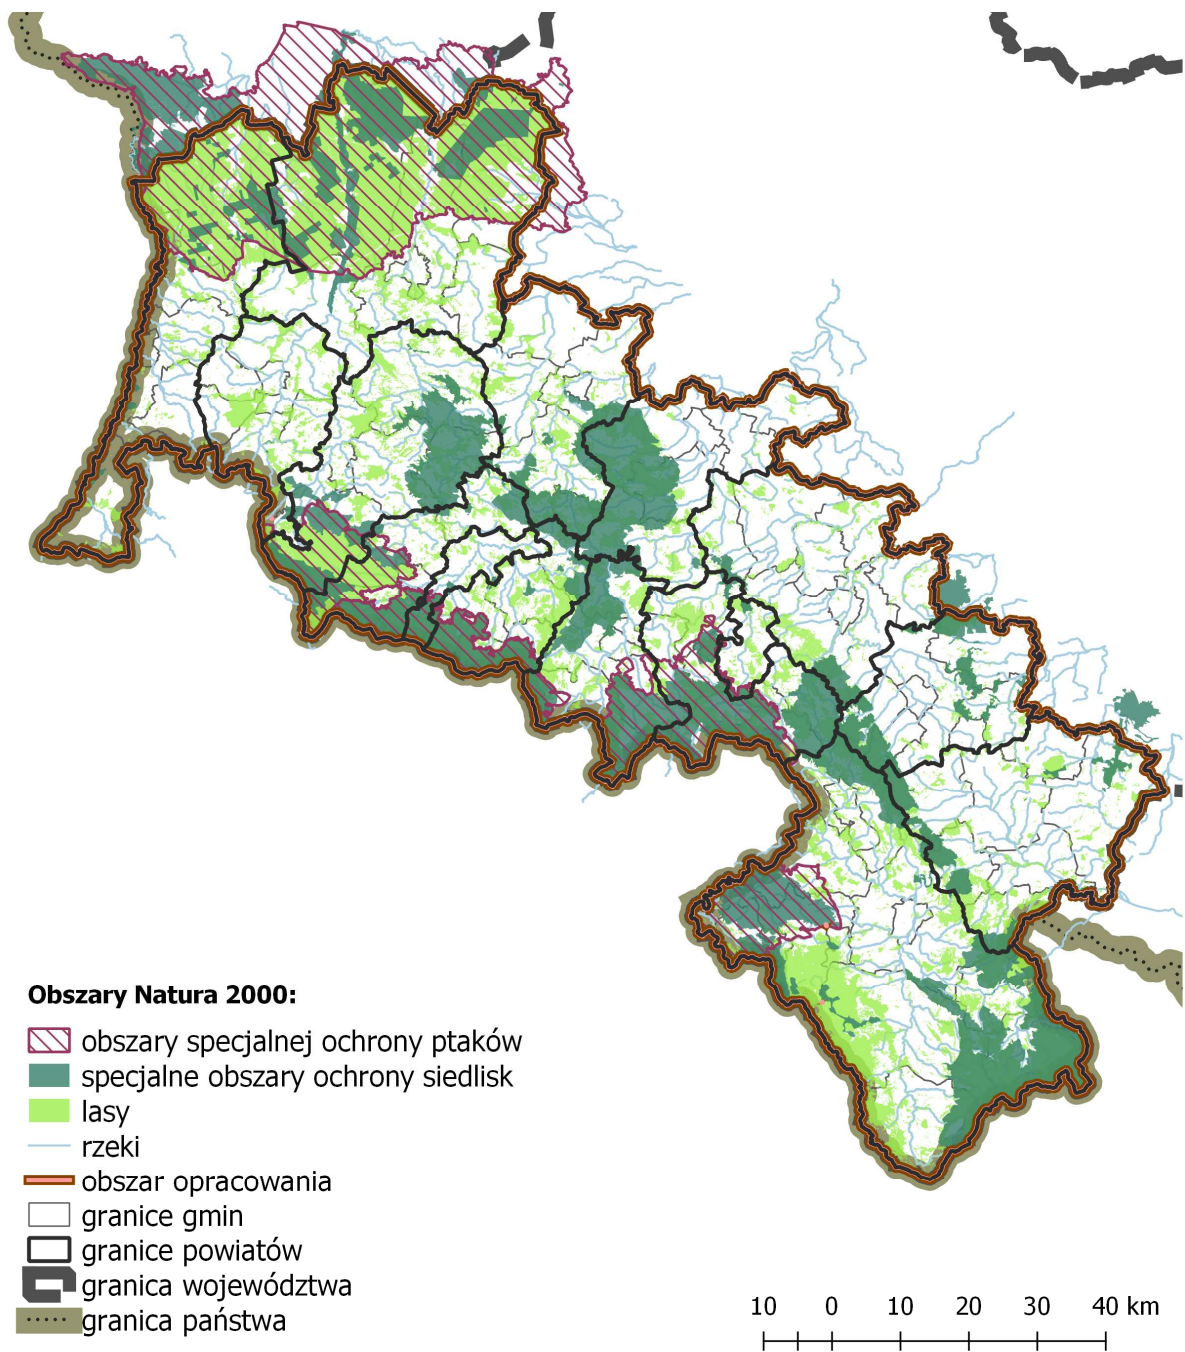 Obszary Natura 2000:
obszary specjalnej ochrony ptaków
specjalne obszary ochrony siedlisk
lasy
rzeki
obszar opracowania
granice gmin
granice powiatów
granica województwa
granica państwa
10 0 10 20 30 40 km